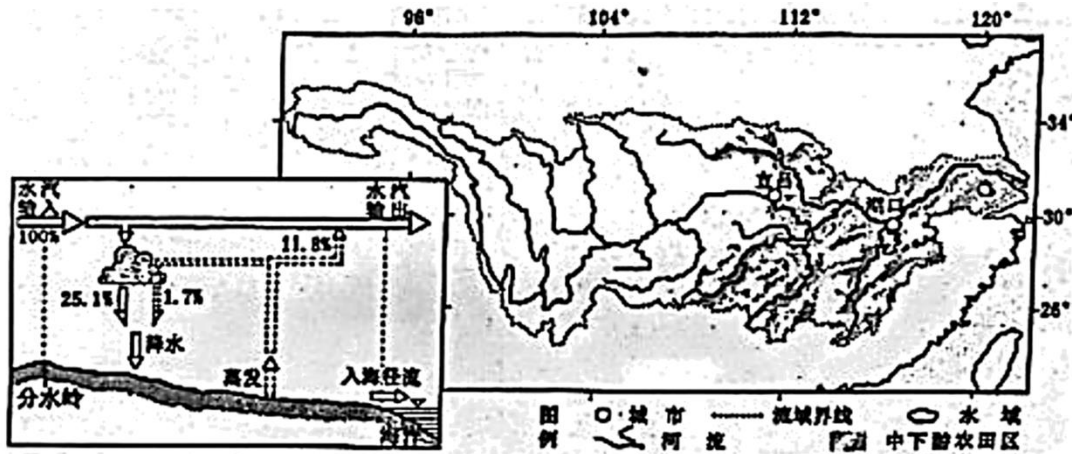 96° 104° 112° 120°
34°
30°
26°
宜昌
湖口
水汽输入
水汽输出
100%
11.8%
25.1%
1.7%
降水
蒸发
入海径流
分水岭
海洋
图例
城市
流域界线
水域
河流
中下游农田区